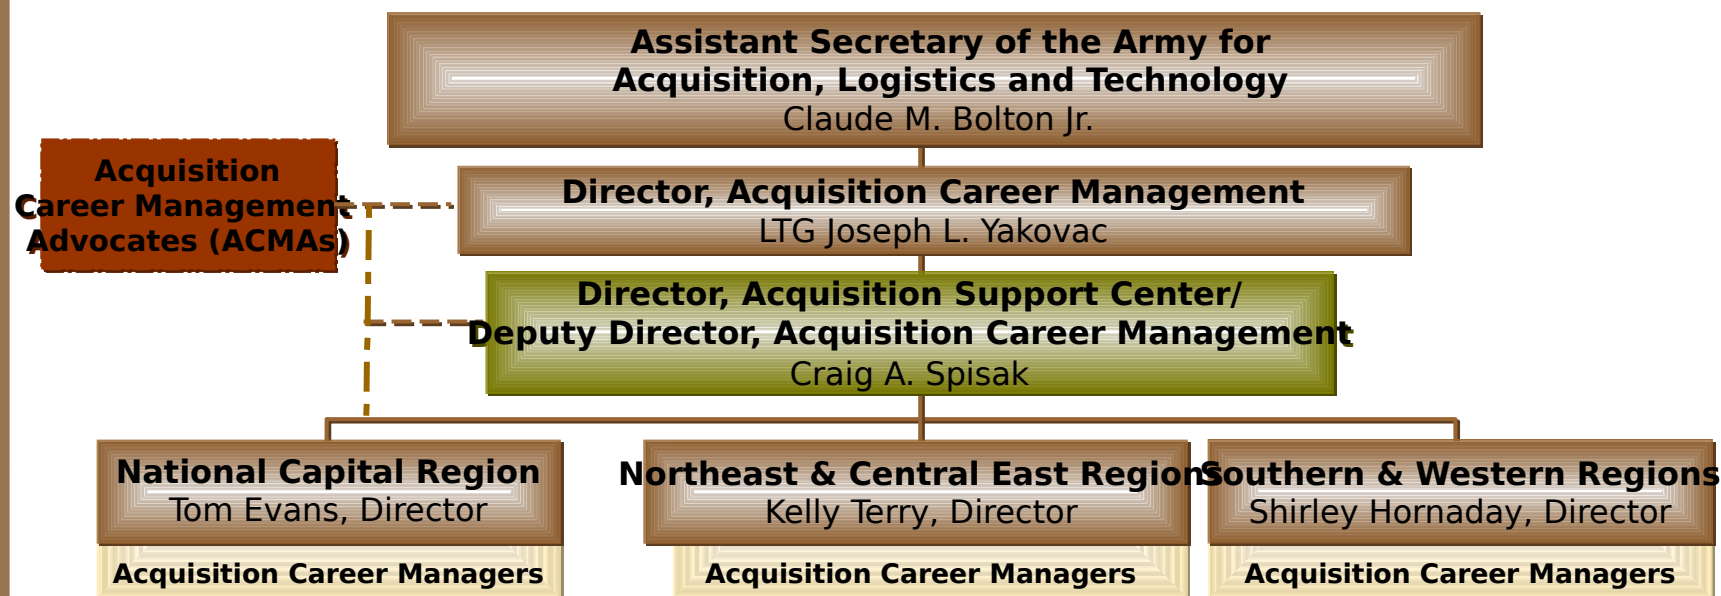 Assistant Secretary of the Army for
Acquisition, Logistics and Technology
Claude M. Bolton Jr.
Acquisition
Career Management
Advocates (ACMAs)
Director, Acquisition Career Management
LTG Joseph L. Yakovac
Director, Acquisition Support Center/
Deputy Director, Acquisition Career Management
Craig A. Spisak
National Capital Region
Tom Evans, Director
Northeast & Central East Regions
Kelly Terry, Director
Southern & Western Regions
Shirley Hornaday, Director
Acquisition Career Managers
Acquisition Career Managers
Acquisition Career Managers